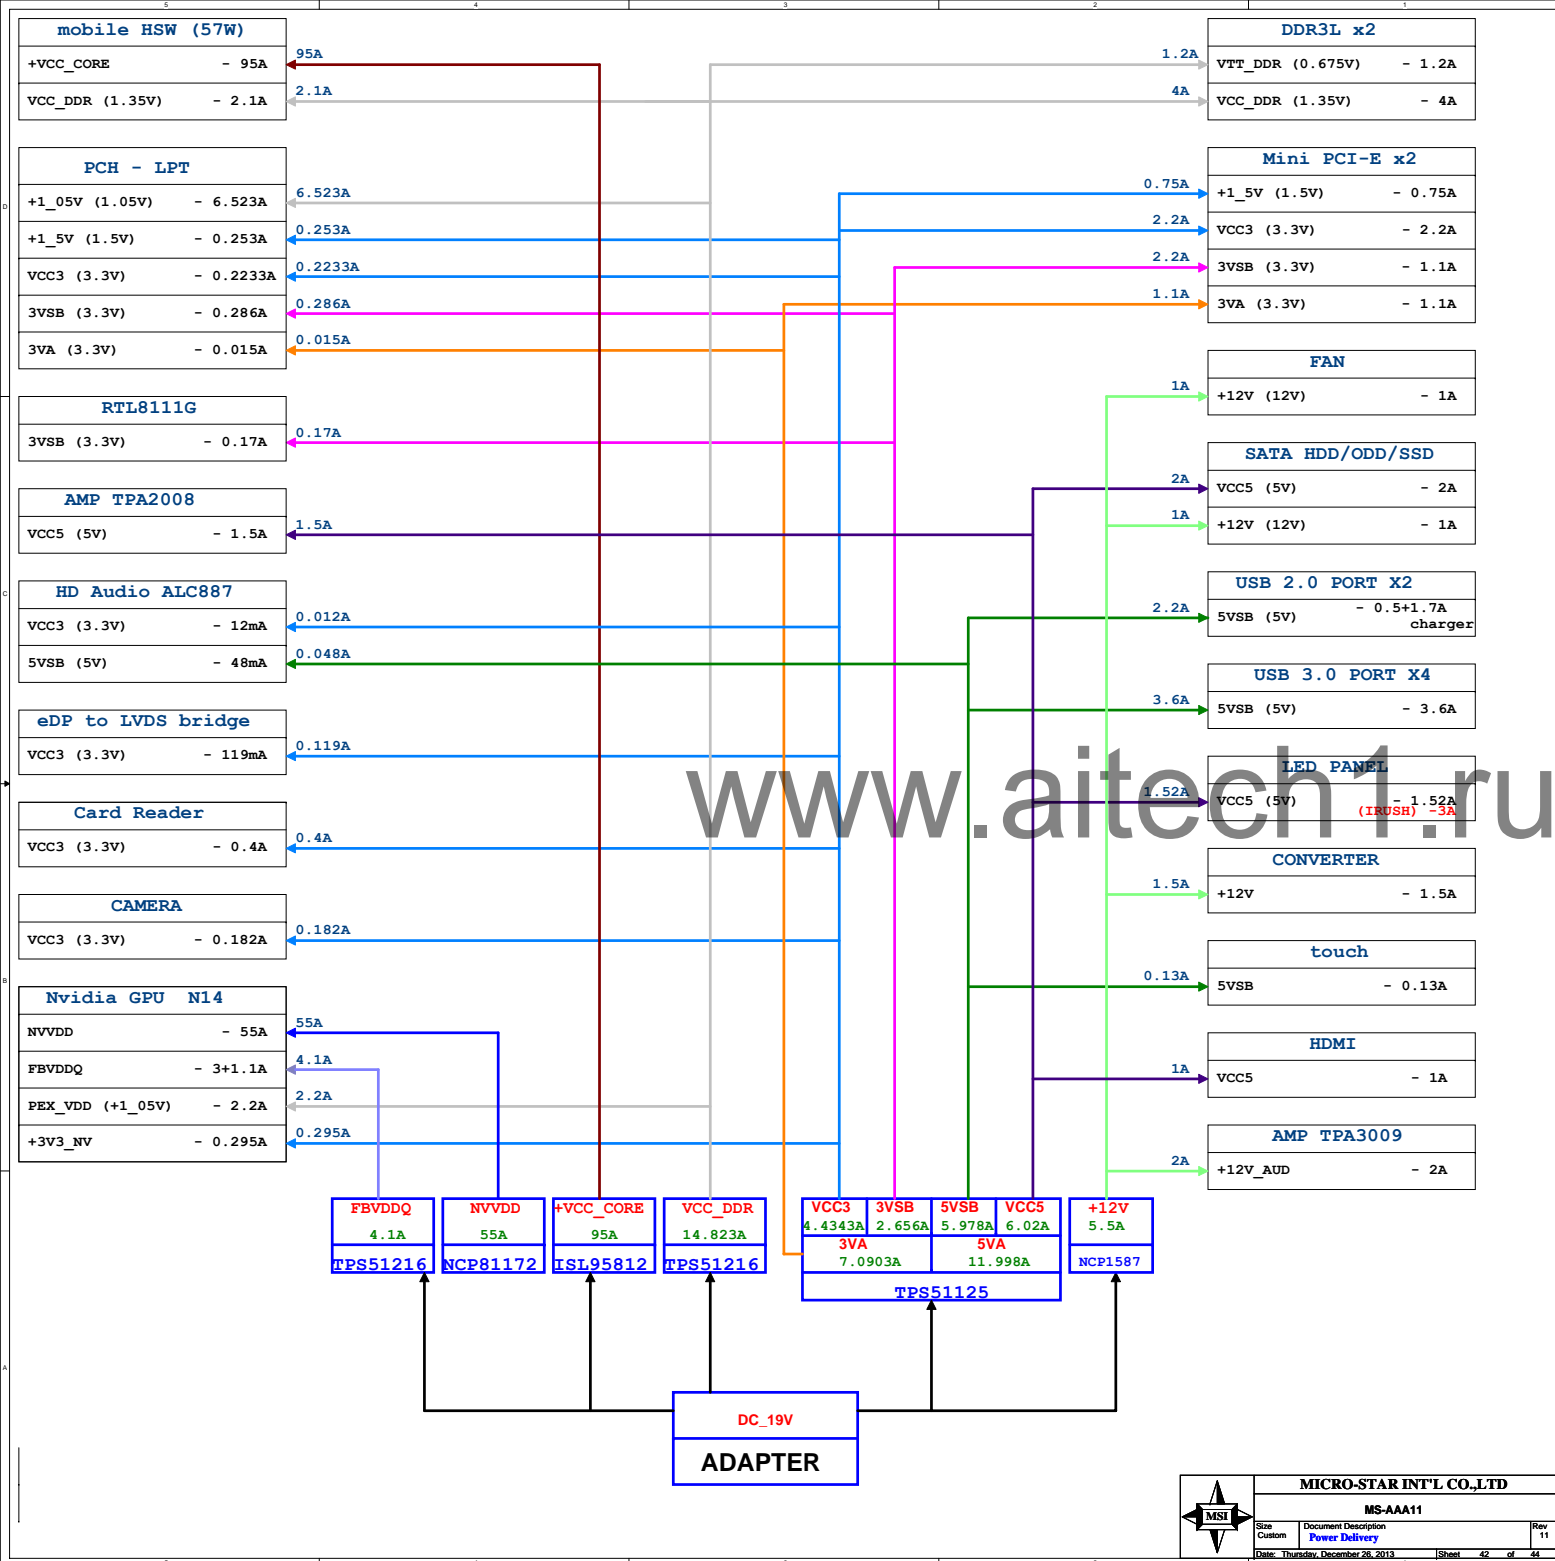 5 4 3 2 1
mobile HSW (57W)
+VCC_CORE - 95A
VCC_DDR (1.35V) - 2.1A
95A
2.1A
PCH - LPT
+1_05V (1.05V) - 6.523A
+1_5V (1.5V) - 0.253A
VCC3 (3.3V) - 0.2233A
3VSB (3.3V) - 0.286A
3VA (3.3V) - 0.015A
6.523A
0.253A
0.2233A
0.286A
0.015A
RTL8111G
3VSB (3.3V) - 0.17A
0.17A
AMP TPA2008
VCC5 (5V) - 1.5A
1.5A
HD Audio ALC887
VCC3 (3.3V) - 12mA
5VSB (5V) - 48mA
0.012A
0.048A
eDP to LVDS bridge
VCC3 (3.3V) - 119mA
0.119A
Card Reader
VCC3 (3.3V) - 0.4A
0.4A
CAMERA
VCC3 (3.3V) - 0.182A
0.182A
Nvidia GPU N14
NVVDD - 55A
FBVDDQ - 3+1.1A
PEX_VDD (+1_05V) - 2.2A
+3V3_NV - 0.295A
55A
4.1A
2.2A
0.295A
DDR3L x2
VTT_DDR (0.675V) - 1.2A
VCC_DDR (1.35V) - 4A
1.2A
4A
Mini PCI-E x2
+1_5V (1.5V) - 0.75A
VCC3 (3.3V) - 2.2A
3VSB (3.3V) - 1.1A
3VA (3.3V) - 1.1A
0.75A
2.2A
2.2A
1.1A
FAN
+12V (12V) - 1A
1A
SATA HDD/ODD/SSD
VCC5 (5V) - 2A
+12V (12V) - 1A
2A
1A
USB 2.0 PORT X2
5VSB (5V) - 0.5+1.7A
charger
2.2A
USB 3.0 PORT X4
5VSB (5V) - 3.6A
3.6A
LED PANEL
VCC5 (5V) - 1.52A
(IRUSH) -3A
1.52A
www.aitech1.ru
CONVERTER
+12V - 1.5A
1.5A
touch
5VSB - 0.13A
0.13A
HDMI
VCC5 - 1A
1A
AMP TPA3009
+12V_AUD - 2A
2A
FBVDDQ
4.1A
TPS51216
NVVDD
55A
NCP81172
+VCC_CORE
95A
ISL95812
VCC_DDR
14.823A
TPS51216
VCC3 3VSB 5VSB VCC5
4.4343A 2.656A 5.978A 6.02A
3VA 5VA
7.0903A 11.998A
TPS51125
+12V
5.5A
NCP1587
DC_19V
ADAPTER
D
C
B
A
MSI
MICRO-STAR INT'L CO.,LTD
MS-AAA11
Size
Custom
Document Description
Power Delivery
Rev
11
Date: Thursday, December 26, 2013 Sheet 42 of 44